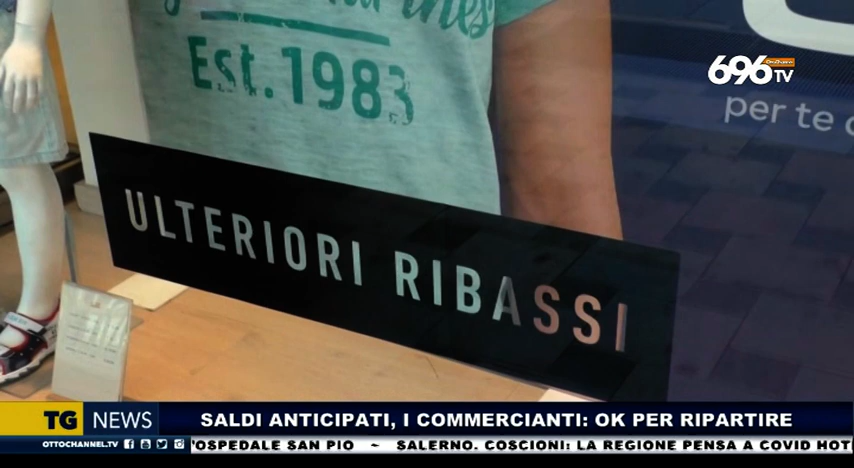 Est.1983
696
OttoChannel
TV
per te
ULTERIORI RIBASSI
TG NEWS
SALDI ANTICIPATI, I COMMERCIANTI: OK PER RIPARTIRE
OTTOCHANNEL.TV
'OSPEDALE SAN PIO ~ SALERNO. COSCIONI: LA REGIONE PENSA A COVID HOT